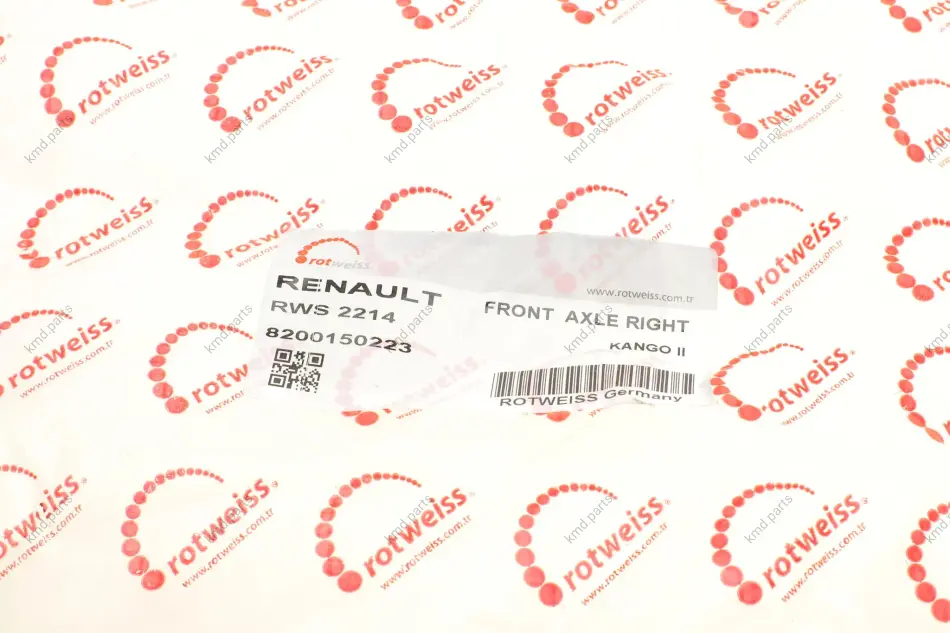 rotweiss
www.rotweiss.com.tr
RENAULT
RWS 2214
8200150223
FRONT AXLE RIGHT
KANGO II
ROTWEISS Germany
rotweiss
www.rotweiss.com.tr
kmd.parts